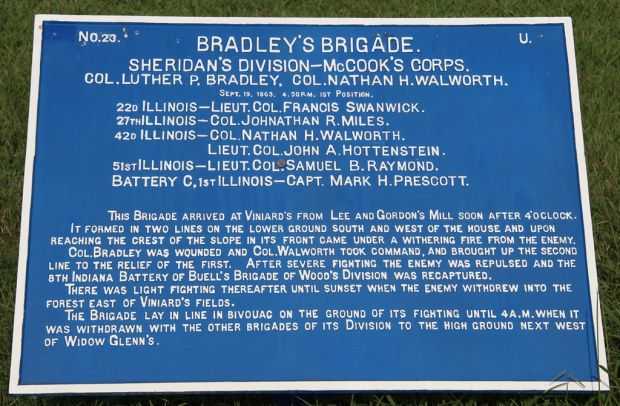 No. 23. U.
BRADLEY'S BRIGADE.
SHERIDAN'S DIVISION–McCOOK'S CORPS.
COL. LUTHER P. BRADLEY, COL. NATHAN H. WALWORTH.
SEPT. 19, 1863. 4.30 P.M. 1ST POSITION.
22D ILLINOIS–LIEUT. COL. FRANCIS SWANWICK.
27TH ILLINOIS–COL. JOHNATHAN R. MILES.
42D ILLINOIS–COL. NATHAN H. WALWORTH.
LIEUT. COL. JOHN A. HOTTENSTEIN.
51ST ILLINOIS–LIEUT. COL. SAMUEL B. RAYMOND.
BATTERY C, 1ST ILLINOIS–CAPT. MARK H. PRESCOTT.
THIS BRIGADE ARRIVED AT VINIARD'S FROM LEE AND GORDON'S MILL SOON AFTER 4 O'CLOCK.
IT FORMED IN TWO LINES ON THE LOWER GROUND SOUTH AND WEST OF THE HOUSE AND UPON
REACHING THE CREST OF THE SLOPE IN ITS FRONT CAME UNDER A WITHERING FIRE FROM THE ENEMY.
COL. BRADLEY WAS WOUNDED AND COL. WALWORTH TOOK COMMAND, AND BROUGHT UP THE SECOND
LINE TO THE RELIEF OF THE FIRST. AFTER SEVERE FIGHTING THE ENEMY WAS REPULSED AND THE
8TH INDIANA BATTERY OF BUELL'S BRIGADE OF WOOD'S DIVISION WAS RECAPTURED.
THERE WAS LIGHT FIGHTING THEREAFTER UNTIL SUNSET WHEN THE ENEMY WITHDREW INTO THE
FOREST EAST OF VINIARD'S FIELDS.
THE BRIGADE LAY IN LINE IN BIVOUAC ON THE GROUND OF ITS FIGHTING UNTIL 4 A.M. WHEN IT
WAS WITHDRAWN WITH THE OTHER BRIGADES OF ITS DIVISION TO THE HIGH GROUND NEXT WEST
OF WIDOW GLENN'S.